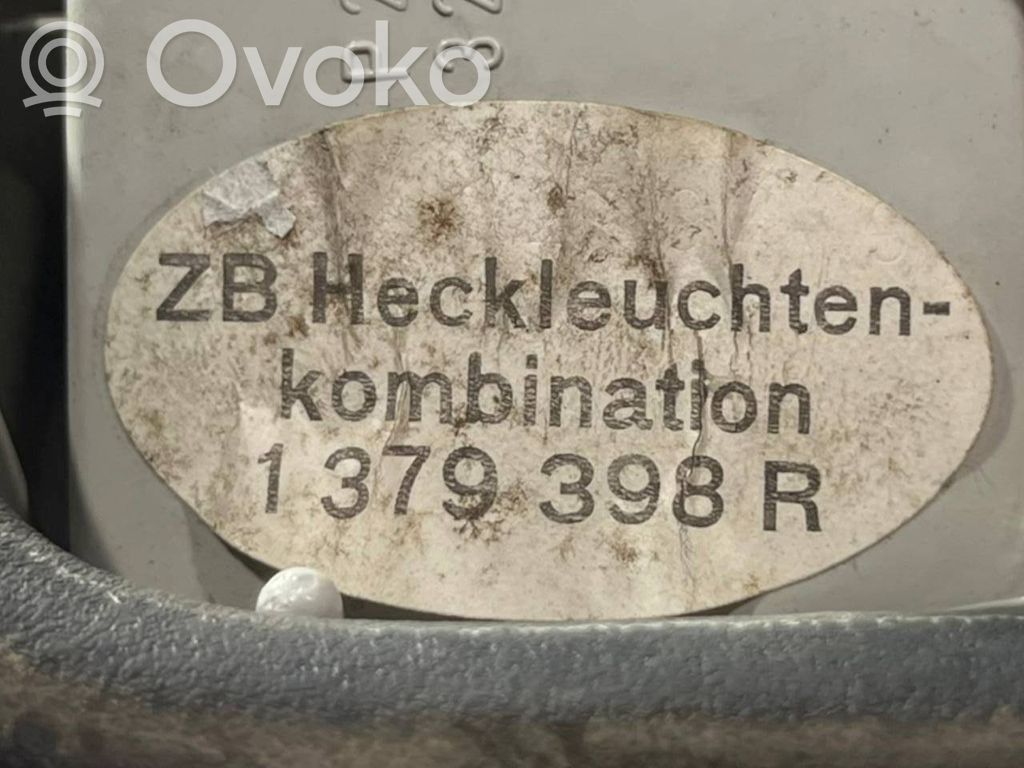 Ovoko
ZB Heckleuchten-
kombination
1 379 398 R